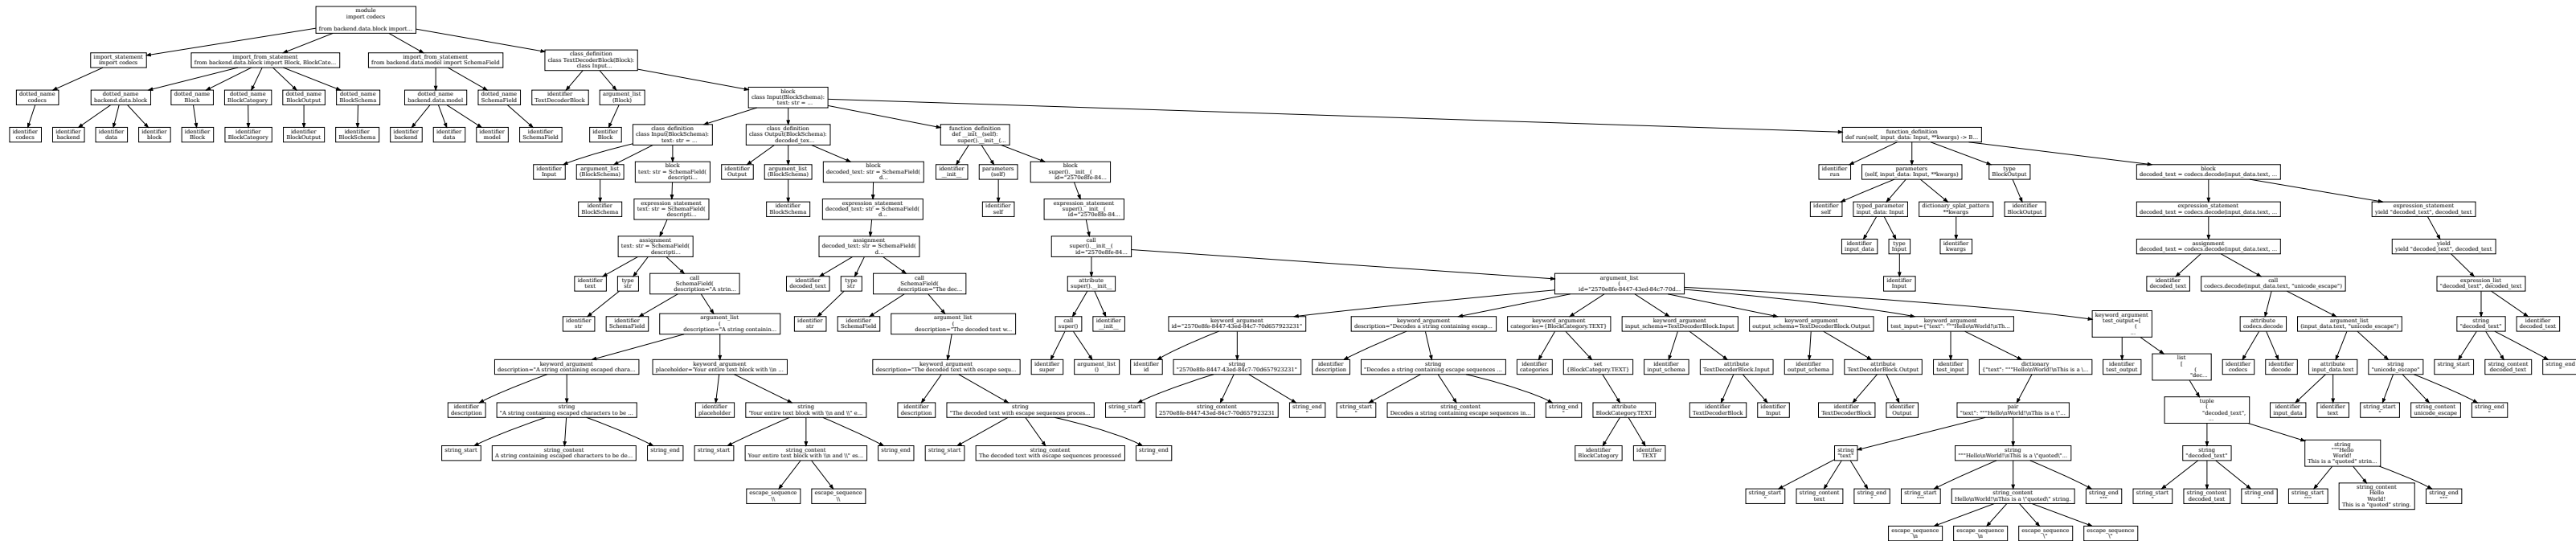 module
import codecs
from backend.data.block import...
import_statement
import codecs
import_from_statement
from backend.data.block import Block, BlockCate...
import_from_statement
from backend.data.model import SchemaField
class_definition
class TextDecoderBlock(Block):
class Input...
dotted_name
codecs
dotted_name
backend.data.block
dotted_name
Block
dotted_name
BlockCategory
dotted_name
BlockOutput
dotted_name
BlockSchema
dotted_name
backend.data.model
dotted_name
SchemaField
identifier
TextDecoderBlock
argument_list
(Block)
block
class Input(BlockSchema):
text: str = ...
identifier
codecs
identifier
backend
identifier
data
identifier
block
identifier
Block
identifier
BlockCategory
identifier
BlockOutput
identifier
BlockSchema
identifier
backend
identifier
data
identifier
model
identifier
SchemaField
identifier
Block
class_definition
class Input(BlockSchema):
text: str = ...
class_definition
class Output(BlockSchema):
decoded_tex...
function_definition
def __init__(self):
super().__init__(...
function_definition
def run(self, input_data: Input, **kwargs) -> B...
identifier
Input
argument_list
(BlockSchema)
block
text: str = SchemaField(
descripti...
identifier
Output
argument_list
(BlockSchema)
block
decoded_text: str = SchemaField(
d...
identifier
__init__
parameters
(self)
block
super().__init__(
id="2570e8fe-84...
identifier
run
parameters
(self, input_data: Input, **kwargs)
type
BlockOutput
block
decoded_text = codecs.decode(input_data.text, ...
identifier
BlockSchema
expression_statement
text: str = SchemaField(
descripti...
identifier
BlockSchema
expression_statement
decoded_text: str = SchemaField(
d...
identifier
self
expression_statement
super().__init__(
id="2570e8fe-84...
identifier
self
typed_parameter
input_data: Input
dictionary_splat_pattern
**kwargs
identifier
BlockOutput
expression_statement
decoded_text = codecs.decode(input_data.text, ...
expression_statement
yield "decoded_text", decoded_text
assignment
text: str = SchemaField(
descripti...
assignment
decoded_text: str = SchemaField(
d...
call
super().__init__(
id="2570e8fe-84...
identifier
input_data
type
Input
identifier
kwargs
assignment
decoded_text = codecs.decode(input_data.text, ...
yield
yield "decoded_text", decoded_text
identifier
text
type
str
call
SchemaField(
description="A strin...
identifier
decoded_text
type
str
call
SchemaField(
description="The dec...
attribute
super().__init__
argument_list
(
id="2570e8fe-8447-43ed-84c7-70d...
identifier
Input
identifier
decoded_text
call
codecs.decode(input_data.text, "unicode_escape")
expression_list
"decoded_text", decoded_text
identifier
str
identifier
SchemaField
argument_list
(
description="A string containin...
identifier
str
identifier
SchemaField
argument_list
(
description="The decoded text w...
call
super()
identifier
__init__
keyword_argument
id="2570e8fe-8447-43ed-84c7-70d657923231"
keyword_argument
description="Decodes a string containing escap...
keyword_argument
categories={BlockCategory.TEXT}
keyword_argument
input_schema=TextDecoderBlock.Input
keyword_argument
output_schema=TextDecoderBlock.Output
keyword_argument
test_input={"text": """Hello\nWorld!\nTh...
keyword_argument
test_output=[
(
...
attribute
codecs.decode
argument_list
(input_data.text, "unicode_escape")
string
"decoded_text"
identifier
decoded_text
keyword_argument
description="A string containing escaped chara...
keyword_argument
placeholder='Your entire text block with \\n ...
keyword_argument
description="The decoded text with escape sequ...
identifier
super
argument_list
()
identifier
id
string
"2570e8fe-8447-43ed-84c7-70d657923231"
identifier
description
string
"Decodes a string containing escape sequences ...
identifier
categories
set
{BlockCategory.TEXT}
identifier
input_schema
attribute
TextDecoderBlock.Input
identifier
output_schema
attribute
TextDecoderBlock.Output
identifier
test_input
dictionary
{"text": """Hello\nWorld!\nThis is a \...
identifier
test_output
list
[
(
"dec...
identifier
codecs
identifier
decode
attribute
input_data.text
string
"unicode_escape"
string_start
"
string_content
decoded_text
string_end
"
identifier
description
string
"A string containing escaped characters to be ...
identifier
placeholder
string
'Your entire text block with \\n and \\" e...
identifier
description
string
"The decoded text with escape sequences proces...
string_start
"
string_content
2570e8fe-8447-43ed-84c7-70d657923231
string_end
"
string_start
"
string_content
Decodes a string containing escape sequences in...
string_end
"
attribute
BlockCategory.TEXT
identifier
TextDecoderBlock
identifier
Input
identifier
TextDecoderBlock
identifier
Output
pair
"text": """Hello\nWorld!\nThis is a \"...
tuple
(
"decoded_text",
...
identifier
input_data
identifier
text
string_start
"
string_content
unicode_escape
string_end
"
string_start
"
string_content
A string containing escaped characters to be de...
string_end
"
string_start
'
string_content
Your entire text block with \\n and \\" es...
string_end
'
string_start
"
string_content
The decoded text with escape sequences processed
string_end
"
identifier
BlockCategory
identifier
TEXT
string
"text"
string
"""Hello\nWorld!\nThis is a \"quoted\"...
string
"decoded_text"
string
"""Hello
World!
This is a "quoted" strin...
escape_sequence
\\
escape_sequence
\\
string_start
"
string_content
text
string_end
"
string_start
"""
string_content
Hello\nWorld!\nThis is a \"quoted\" string.
string_end
"""
string_start
"
string_content
decoded_text
string_end
"
string_start
"""
string_content
Hello
World!
This is a "quoted" string.
string_end
"""
escape_sequence
\n
escape_sequence
\n
escape_sequence
\"
escape_sequence
\"